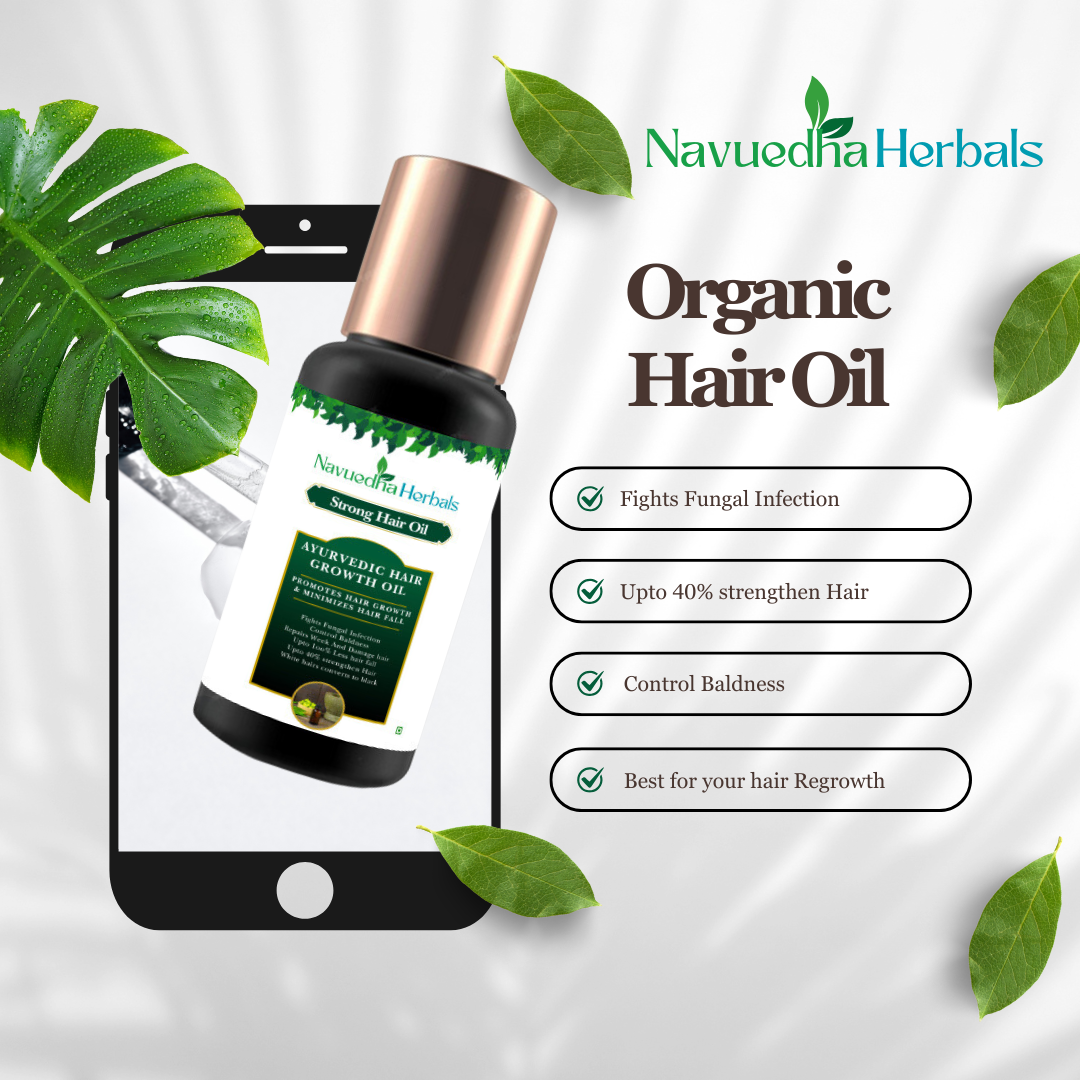 Navuedha Herbals
Organic
Hair Oil
Fights Fungal Infection
Upto 40% strengthen Hair
Control Baldness
Best for your hair Regrowth
Navuedha Herbals
Strong Hair Oil
AYURVEDIC HAIR
GROWTH OIL
PROMOTES HAIR GROWTH
& MINIMIZES HAIR FALL
Fights Fungal Infection
Control Baldness
Repairs Week And Damage hair
Upto 100% Less hair fall
Upto 40% strengthen Hair
White hairs converts to black